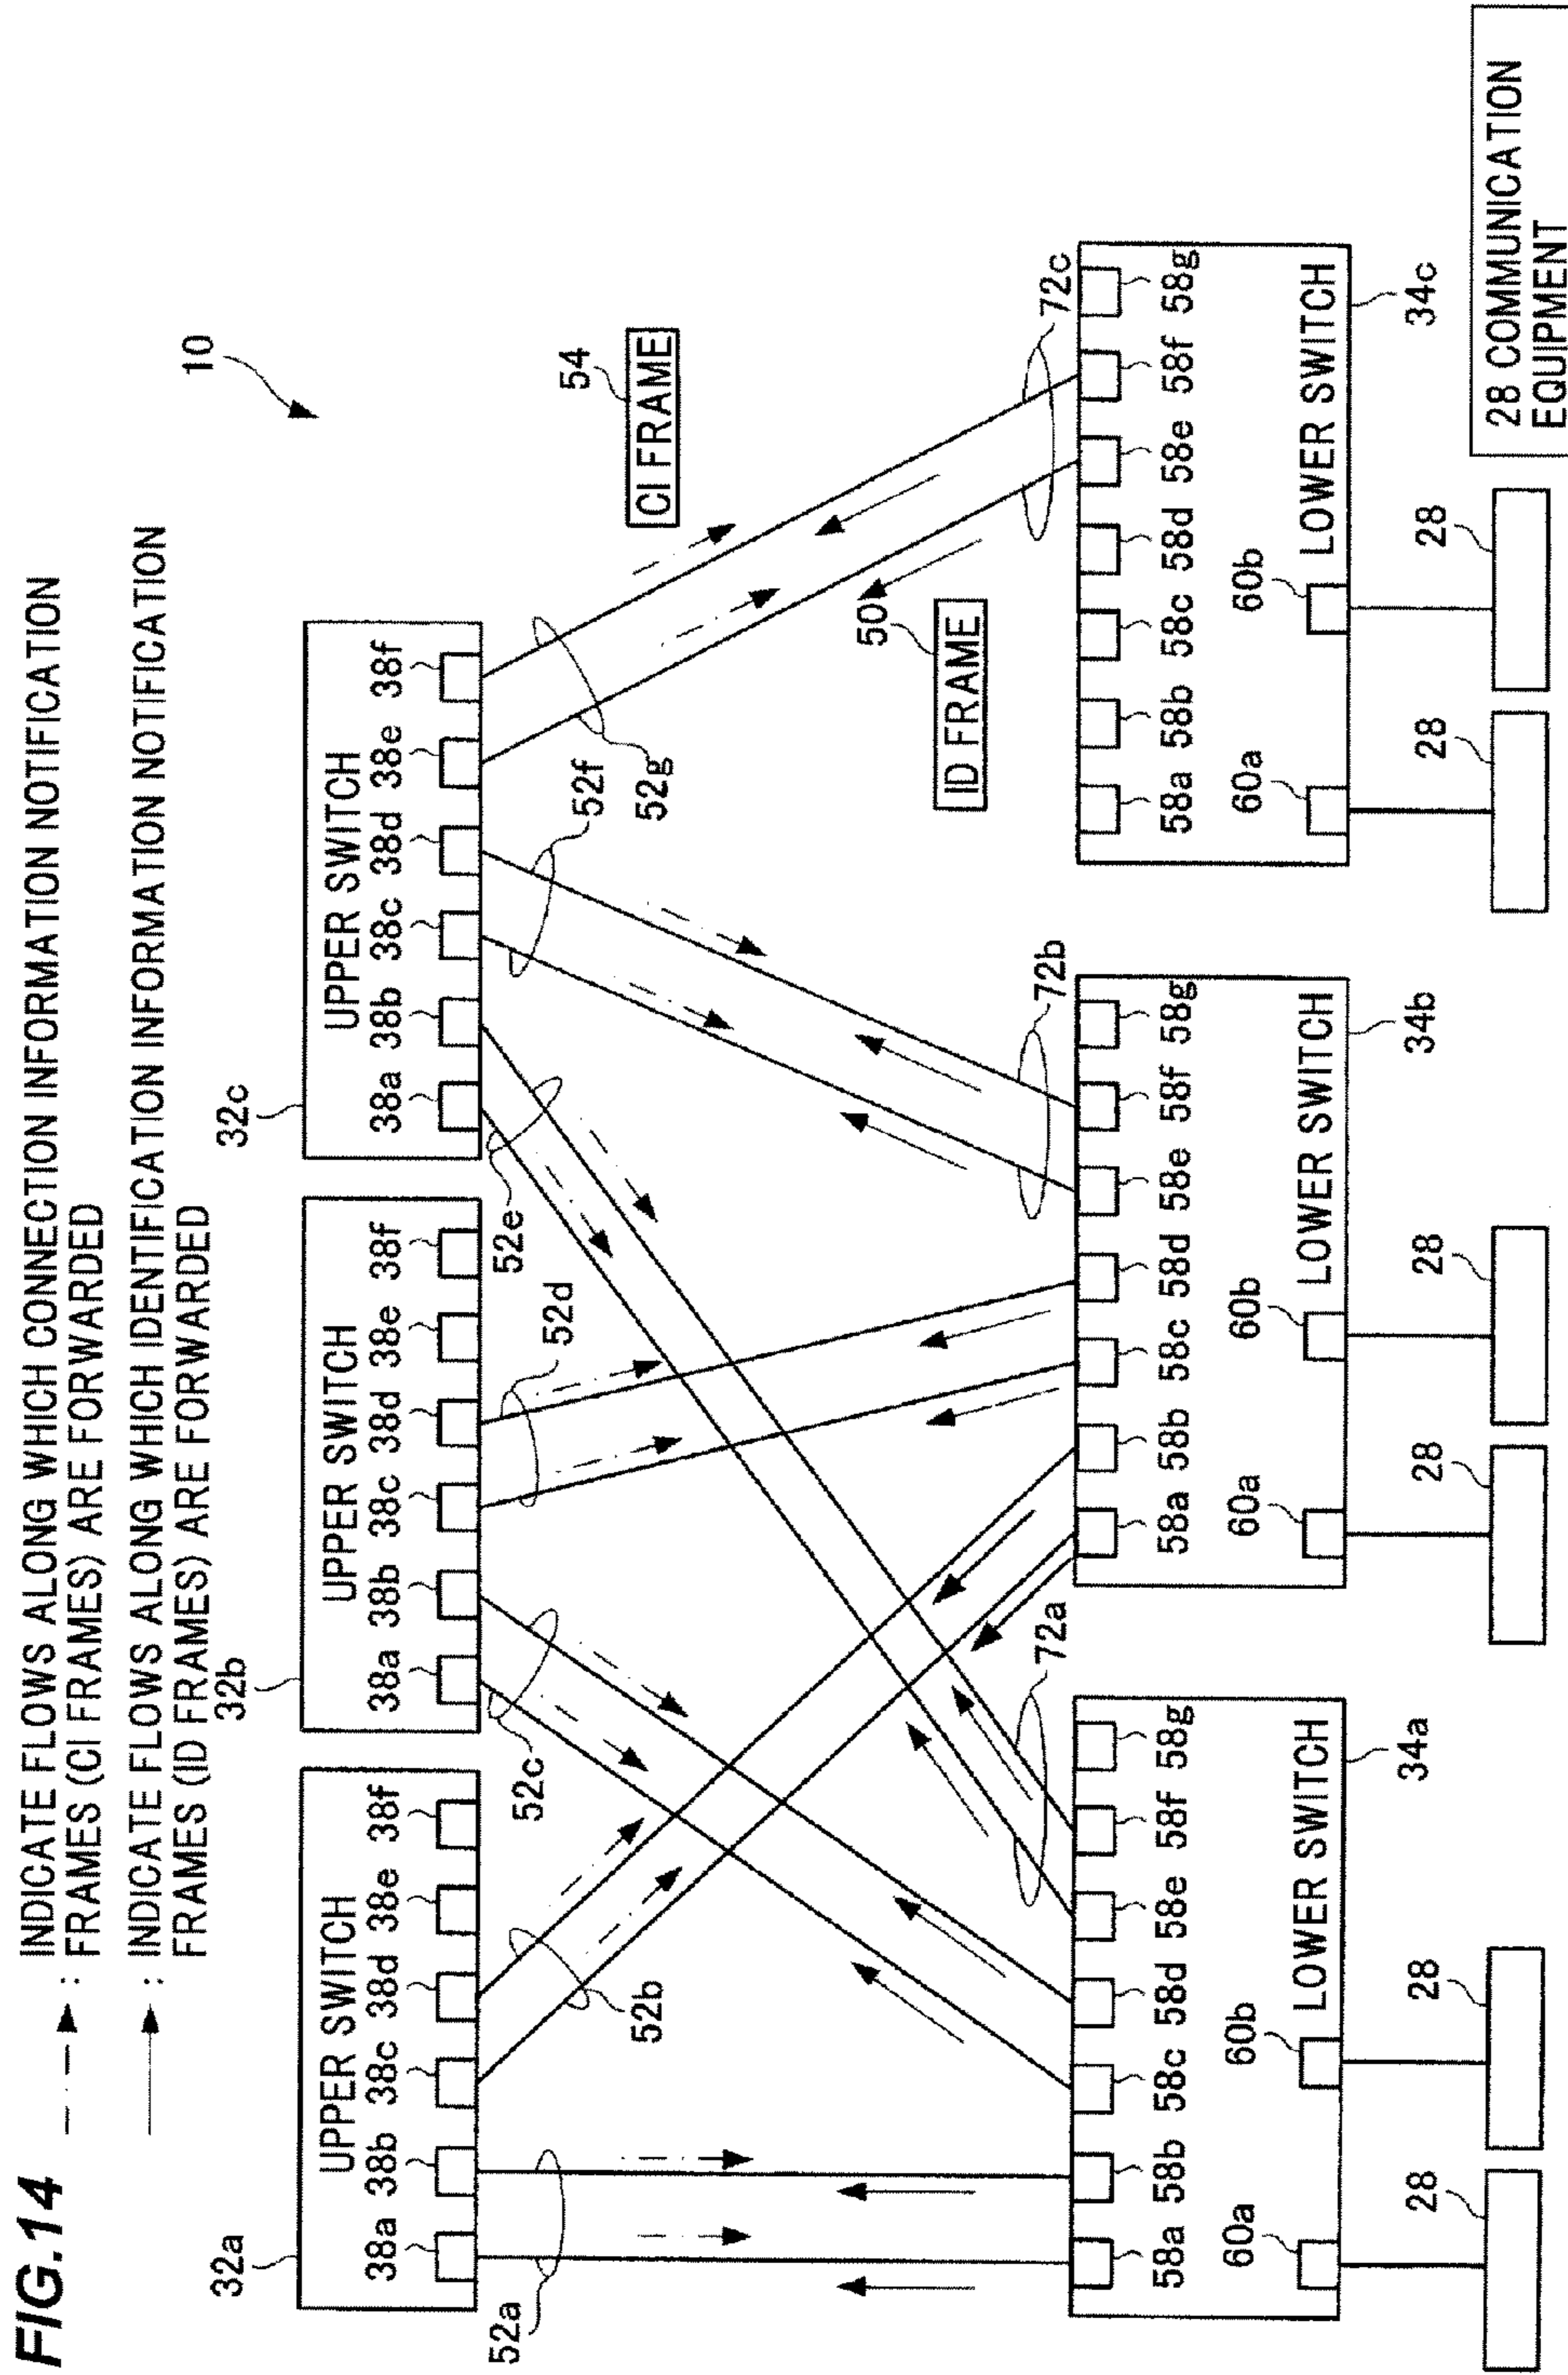 FIG.14
: INDICATE FLOWS ALONG WHICH CONNECTION INFORMATION NOTIFICATION
FRAMES (CI FRAMES) ARE FORWARDED
: INDICATE FLOWS ALONG WHICH IDENTIFICATION INFORMATION NOTIFICATION
FRAMES (ID FRAMES) ARE FORWARDED
10
32a
32b
32c
UPPER SWITCH
38a 38b 38c 38d 38e 38f
UPPER SWITCH
38a 38b 38c 38d 38e 38f
UPPER SWITCH
38a 38b 38c 38d 38e 38f
52a
52b
52c
52d
52e
52f
52g
54
CI FRAME
50
ID FRAME
72a
72b
72c
58a 58b 58c 58d 58e 58f 58g
60a
60b
LOWER SWITCH
34a
58a 58b 58c 58d 58e 58f 58g
60a
60b
LOWER SWITCH
34b
58a 58b 58c 58d 58e 58f 58g
60a
60b
LOWER SWITCH
34c
28
28
28
28
28
28
28 COMMUNICATION
EQUIPMENT